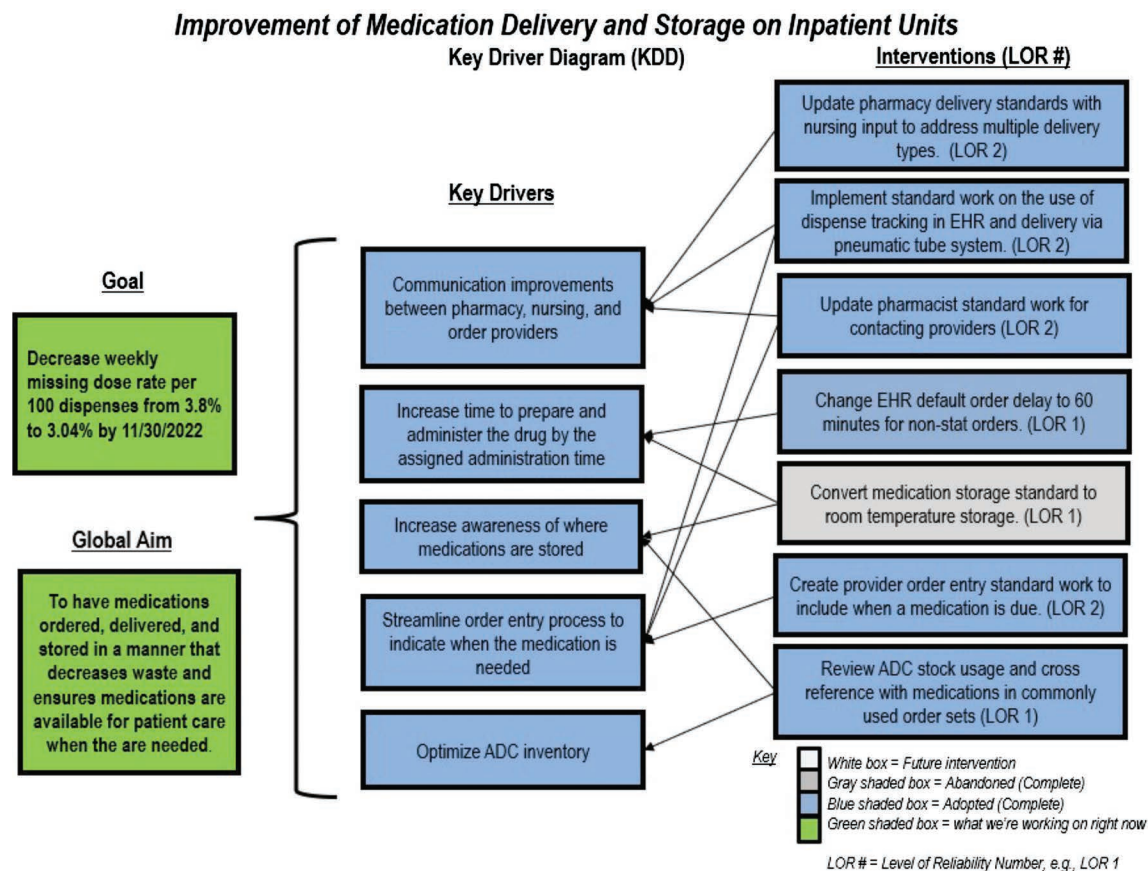 Improvement of Medication Delivery and Storage on Inpatient Units
Key Driver Diagram (KDD)
Goal
Decrease weekly
missing dose rate per
100 dispenses from 3.8%
to 3.04% by 11/30/2022
Global Aim
To have medications
ordered, delivered, and
stored in a manner that
decreases waste and
ensures medications are
available for patient care
when the are needed.
Key Drivers
Communication improvements
between pharmacy, nursing, and
order providers
Increase time to prepare and
administer the drug by the
assigned administration time
Increase awareness of where
medications are stored
Streamline order entry process to
indicate when the medication is
needed
Optimize ADC inventory
Interventions (LOR #)
Update pharmacy delivery standards with
nursing input to address multiple delivery
types. (LOR 2)
Implement standard work on the use of
dispense tracking in EHR and delivery via
pneumatic tube system. (LOR 2)
Update pharmacist standard work for
contacting providers (LOR 2)
Change EHR default order delay to 60
minutes for non-stat orders. (LOR 1)
Convert medication storage standard to
room temperature storage. (LOR 1)
Create provider order entry standard work to
include when a medication is due. (LOR 2)
Review ADC stock usage and cross
reference with medications in commonly
used order sets (LOR 1)
Key
White box = Future intervention
Gray shaded box = Abandoned (Complete)
Blue shaded box = Adopted (Complete)
Green shaded box = what we're working on right now
LOR # = Level of Reliability Number, e.g., LOR 1